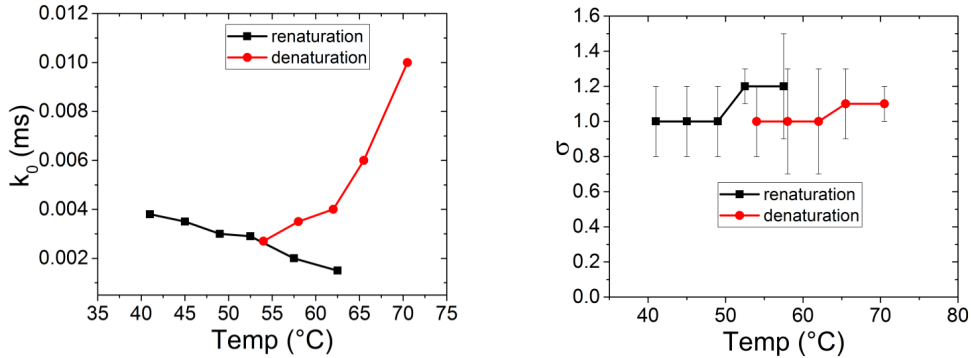 0.012
0.010
0.008
0.006
0.004
0.002
k0 (ms)
renaturation
denaturation
35 40 45 50 55 60 65 70 75
Temp (°C)
1.6
1.4
1.2
1.0
0.8
0.6
0.4
0.2
0.0
σ
renaturation
denaturation
40 50 60 70 80
Temp (°C)